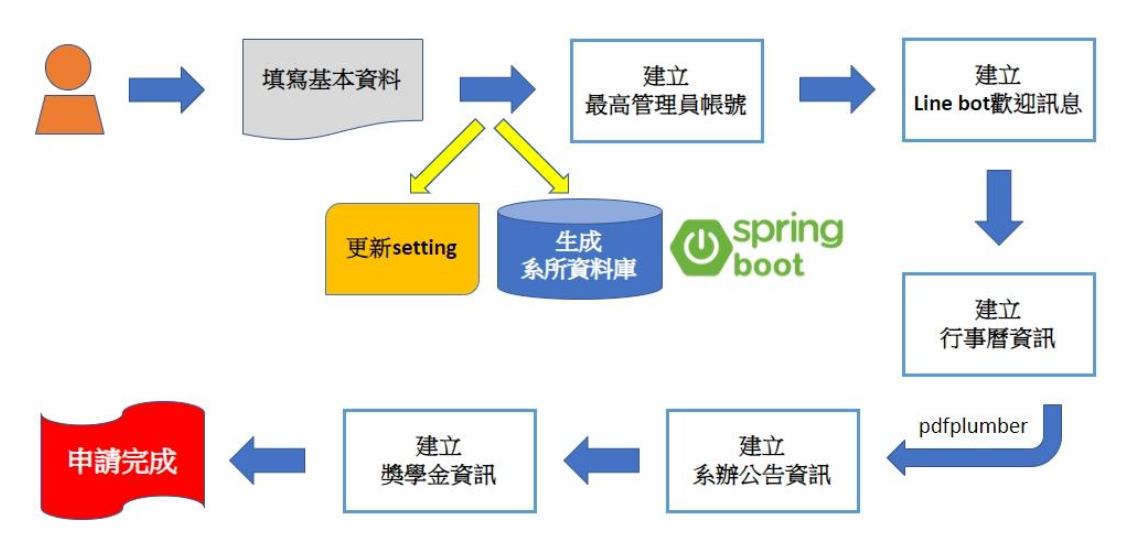 填寫基本資料
建立
最高管理員帳號
建立
Line bot歡迎訊息
更新setting
生成
系所資料庫
spring
boot
建立
行事曆資訊
pdfplumber
建立
系辦公告資訊
建立
獎學金資訊
申請完成